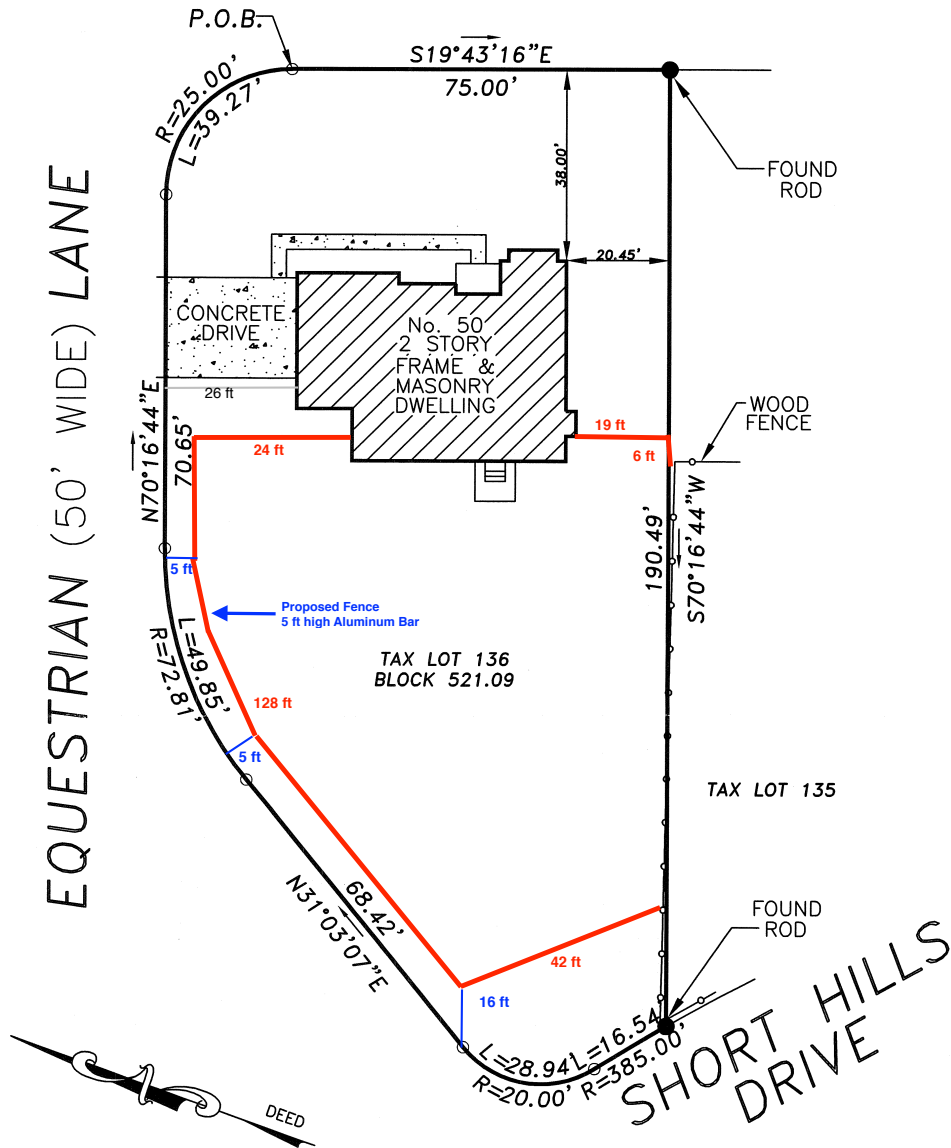 P.O.B.
S19°43'16"E
75.00'
R=25.00'
L=39.27'
38.00'
FOUND
ROD
20.45'
EQUESTRIAN (50' WIDE) LANE
CONCRETE
DRIVE
No. 50
2 STORY
FRAME &
MASONRY
DWELLING
26 ft
N70°16'44"E
70.65'
24 ft
19 ft
6 ft
WOOD
FENCE
190.49'
S70°16'44"W
5 ft
Proposed Fence
5 ft high Aluminum Bar
L=49.85'
R=72.81'
TAX LOT 136
BLOCK 521.09
128 ft
5 ft
TAX LOT 135
68.42'
N31°03'07"E
FOUND
ROD
42 ft
16 ft
L=28.94'
R=20.00'
L=16.54'
R=385.00'
SHORT HILLS
DRIVE
DEED